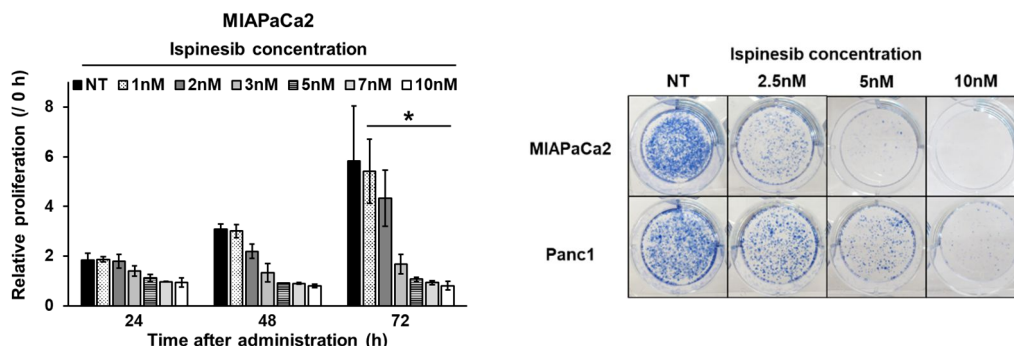 MIAPaCa2
Ispinesib concentration
NT 1nM 2nM 3nM 5nM 7nM 10nM
Relative proliferation (/ 0 h)
8
6
4
2
0
*
24 48 72
Time after administration (h)
Ispinesib concentration
NT 2.5nM 5nM 10nM
MIAPaCa2
Panc1